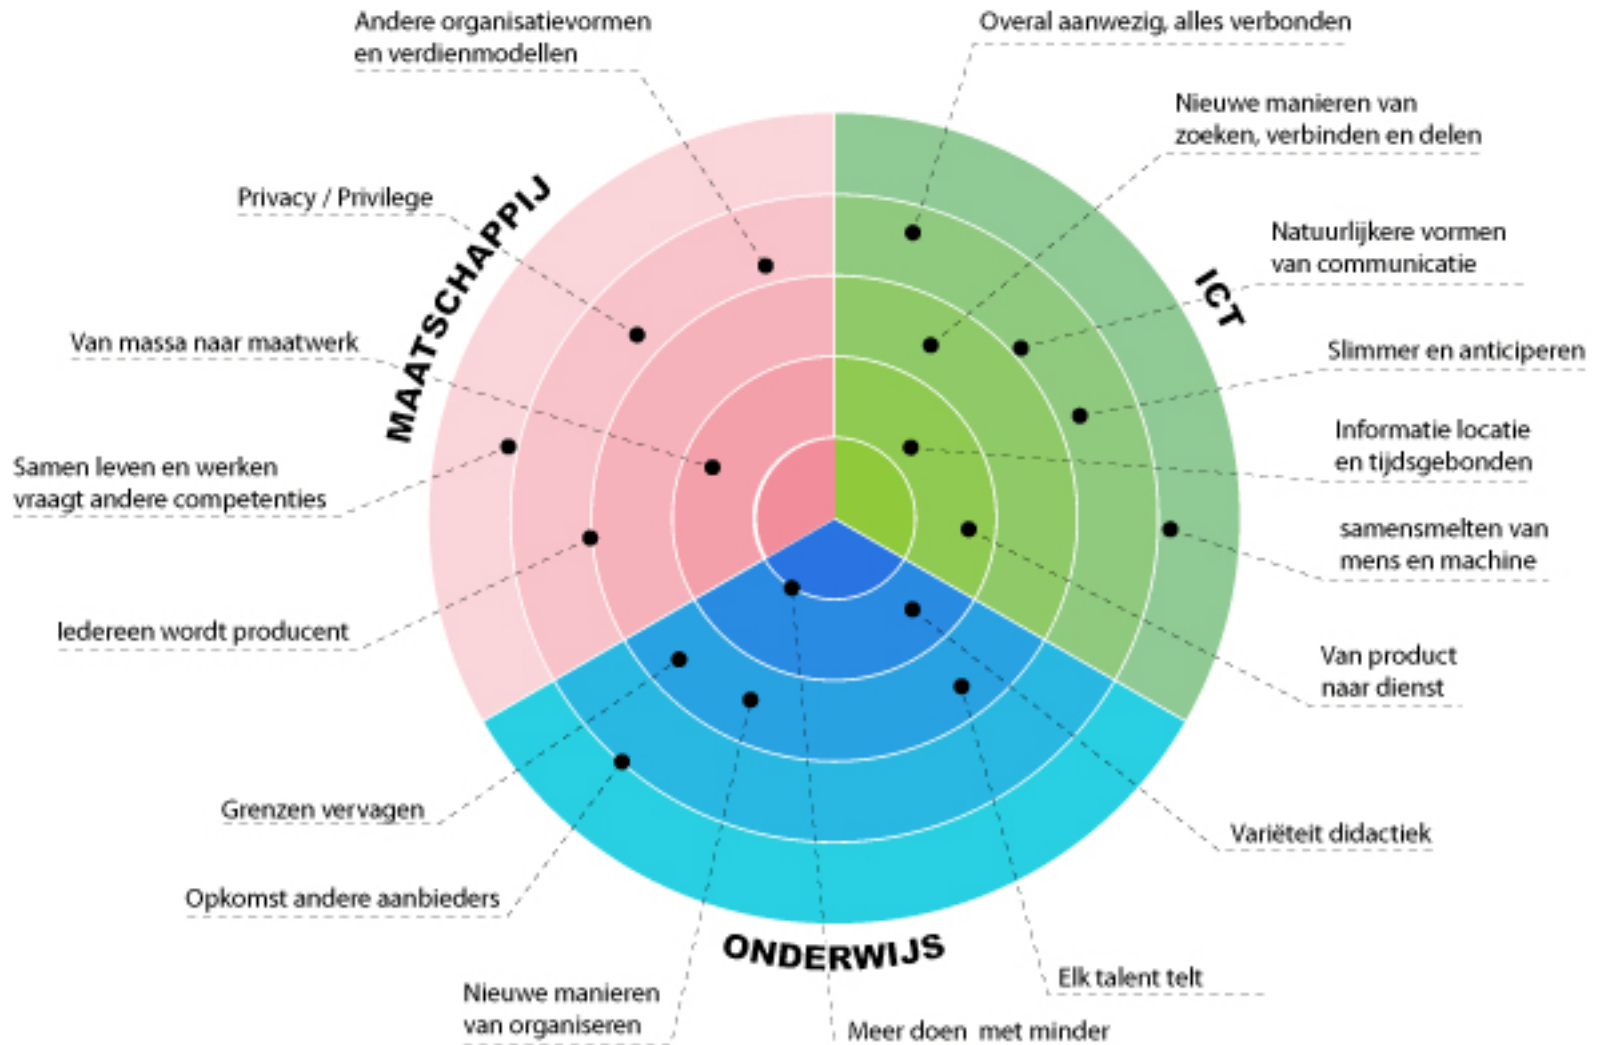 Andere organisatievormen
en verdienmodellen
Overal aanwezig, alles verbonden
Nieuwe manieren van
zoeken, verbinden en delen
Privacy / Privilege
MAATSCHAPPIJ
Natuurlijkere vormen
van communicatie
ICT
Van massa naar maatwerk
Slimmer en anticiperen
Informatie locatie
en tijdsgebonden
Samen leven en werken
vraagt andere competenties
samensmelten van
mens en machine
Iedereen wordt producent
Van product
naar dienst
Grenzen vervagen
Variëteit didactiek
Opkomst andere aanbieders
ONDERWIJS
Elk talent telt
Nieuwe manieren
van organiseren
Meer doen met minder